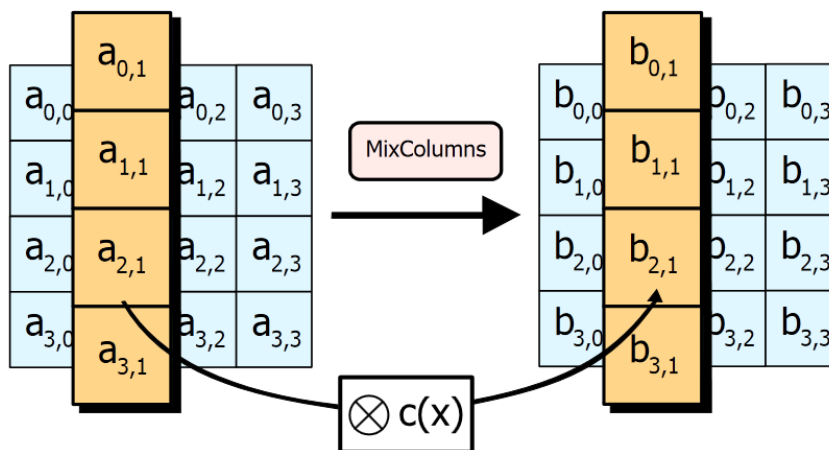 a0,1 b0,1
a0,0 a0,2 a0,3 b0,0 b0,2 b0,3
MixColumns
a1,1 b1,1
a1,0 a1,2 a1,3 b1,0 b1,2 b1,3
a2,1 b2,1
a2,0 a2,2 a2,3 b2,0 b2,2 b2,3
a3,0 a3,2 a3,3 b3,0 b3,2 b3,3
a3,1 b3,1
⊗ c(x)